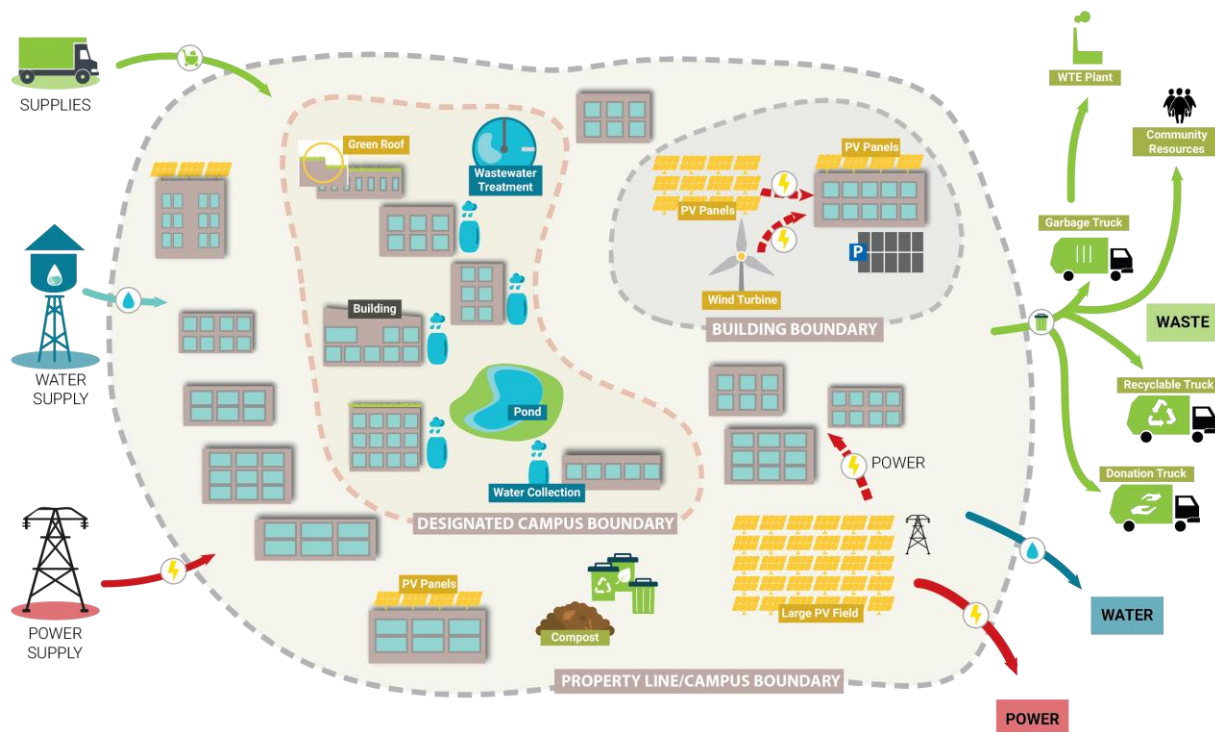 SUPPLIES
WATER
SUPPLY
POWER
SUPPLY
Green Roof
Wastewater
Treatment
Building
Pond
Water Collection
DESIGNATED CAMPUS BOUNDARY
PV Panels
PV Panels
Wind Turbine
P
BUILDING BOUNDARY
POWER
Large PV Field
PV Panels
Compost
PROPERTY LINE/CAMPUS BOUNDARY
WTE Plant
Community
Resources
Garbage Truck
WASTE
Recyclable Truck
Donation Truck
WATER
POWER